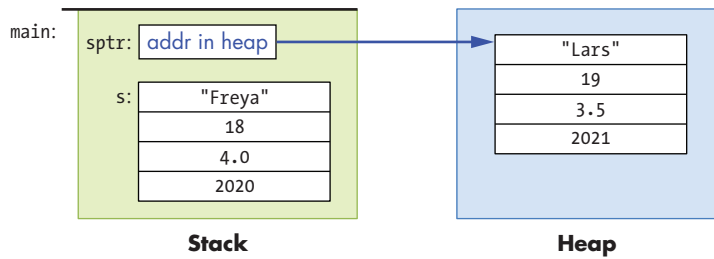 main:
sptr: addr in heap
s: "Freya"
18
4.0
2020
Stack
"Lars"
19
3.5
2021
Heap